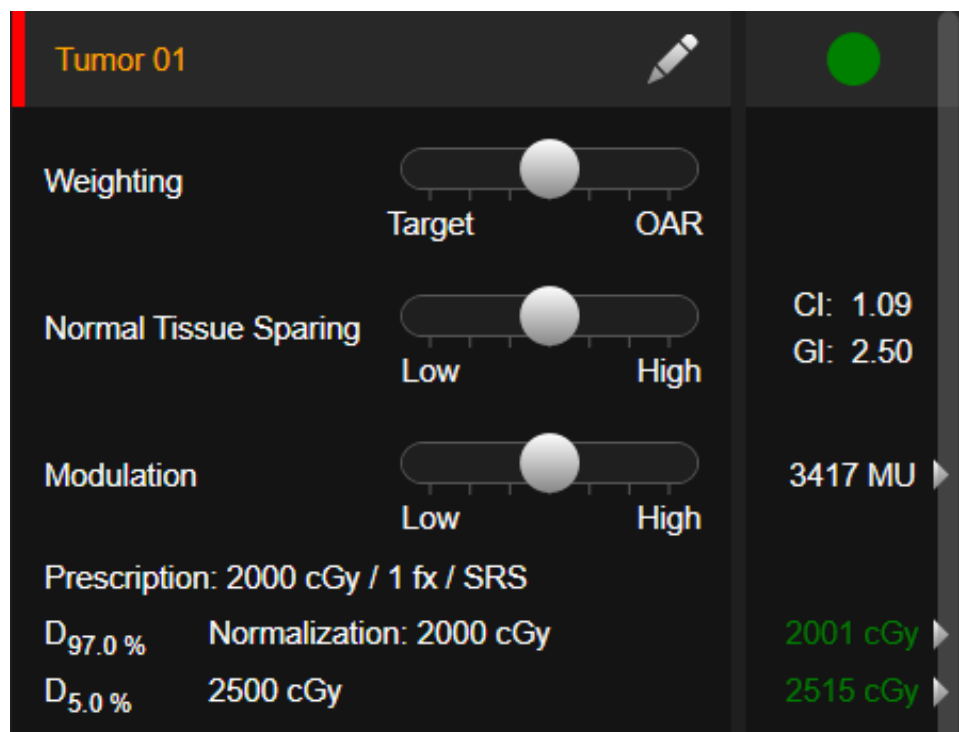 Tumor 01
Weighting
Target OAR
Normal Tissue Sparing
Low High
CI: 1.09
GI: 2.50
Modulation
Low High
3417 MU
Prescription: 2000 cGy / 1 fx / SRS
D97.0 % Normalization: 2000 cGy 2001 cGy
D5.0 % 2500 cGy 2515 cGy